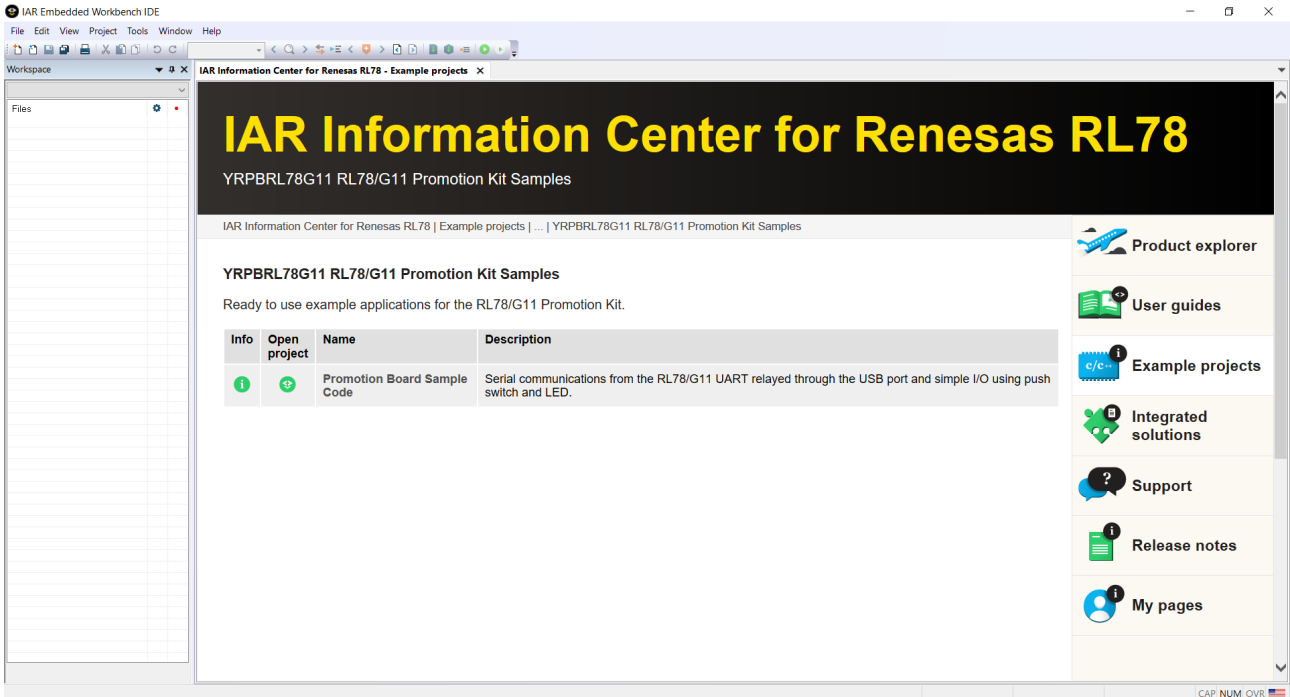 IAR Embedded Workbench IDE
File Edit View Project Tools Window Help
Workspace
IAR Information Center for Renesas RL78 - Example projects
Files
IAR Information Center for Renesas RL78
YRPBRL78G11 RL78/G11 Promotion Kit Samples
IAR Information Center for Renesas RL78 | Example projects | ... | YRPBRL78G11 RL78/G11 Promotion Kit Samples
YRPBRL78G11 RL78/G11 Promotion Kit Samples
Ready to use example applications for the RL78/G11 Promotion Kit.
Info Open project Name Description
Promotion Board Sample Code
Serial communications from the RL78/G11 UART relayed through the USB port and simple I/O using push
switch and LED.
Product explorer
User guides
c/c++
Example projects
Integrated
solutions
Support
Release notes
My pages
CAP NUM OVR